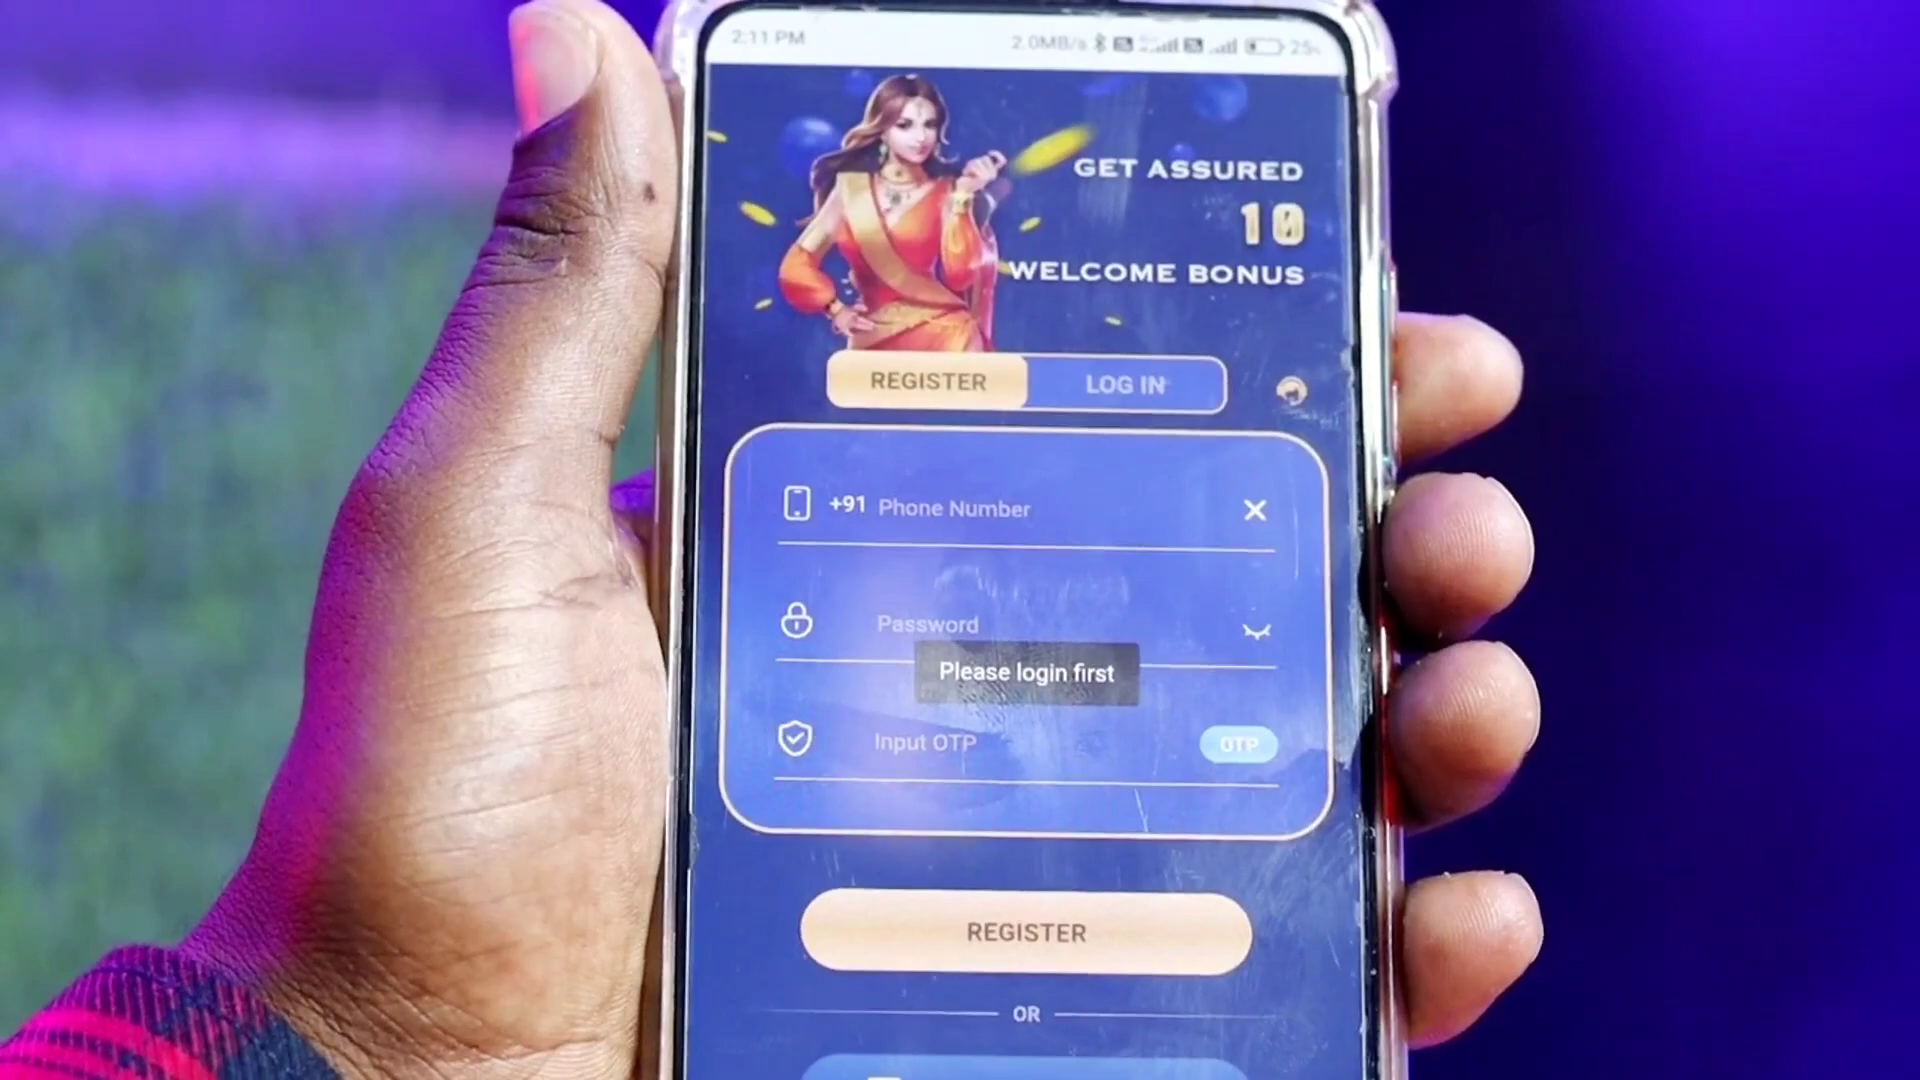 2:11 PM
2.0MB/s
25%
GET ASSURED
10
WELCOME BONUS
REGISTER
LOG IN
+91 Phone Number
Password
Please login first
Input OTP
OTP
REGISTER
OR